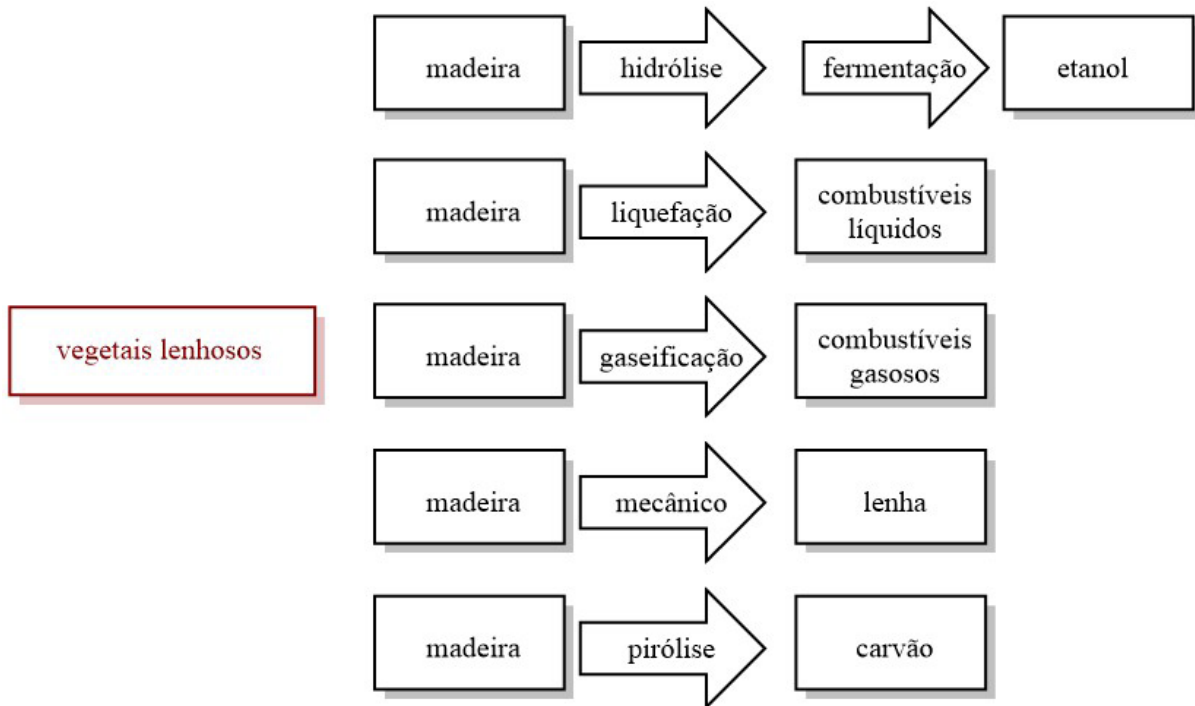 madeira
hidrólise
fermentação
etanol
madeira
liquefação
combustíveis
líquidos
vegetais lenhosos
madeira
gaseificação
combustíveis
gasosos
madeira
mecânico
lenha
madeira
pirólise
carvão